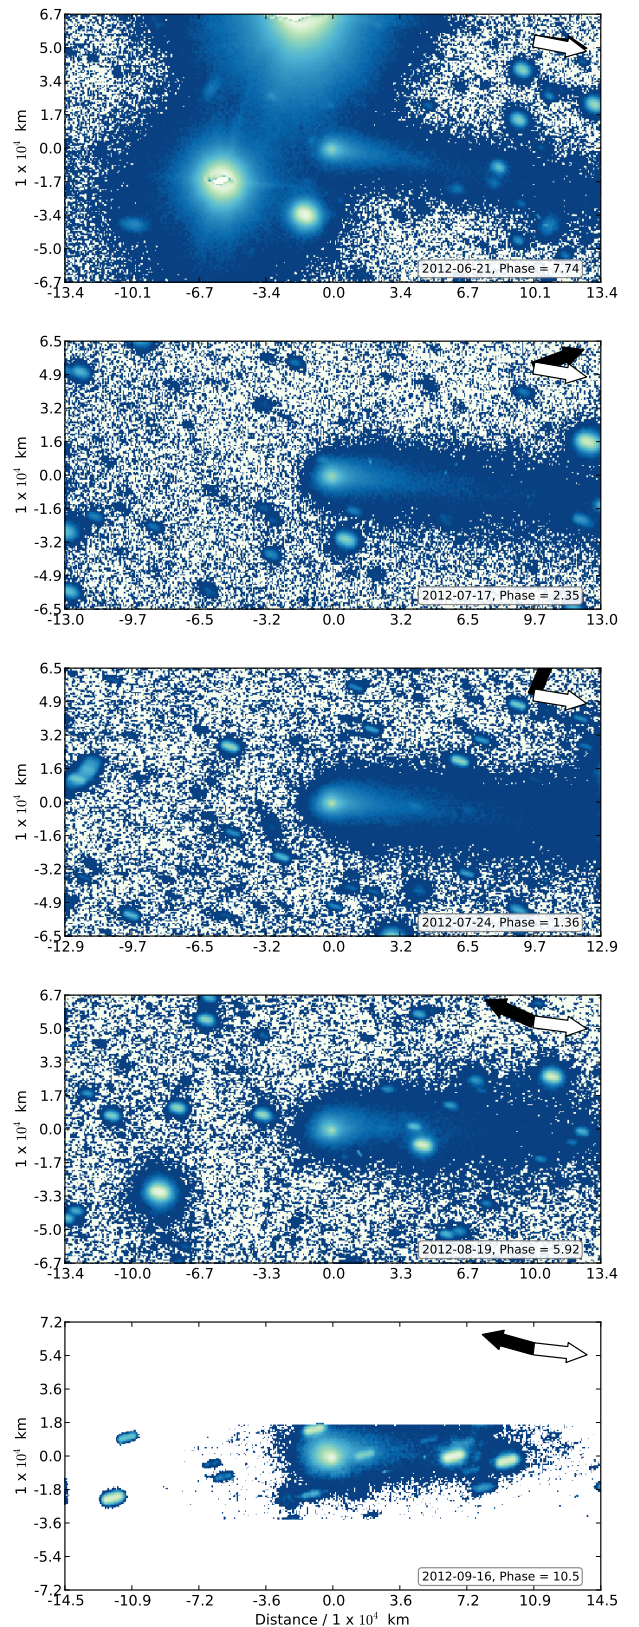 6.7
5.0
3.4
1.7
0.0
-1.7
-3.4
-5.0
-6.7
1 x 10⁴ km
2012-06-21, Phase = 7.74
-13.4 -10.1 -6.7 -3.4 0.0 3.4 6.7 10.1 13.4
6.5
4.9
3.2
1.6
0.0
-1.6
-3.2
-4.9
-6.5
1 x 10⁴ km
2012-07-17, Phase = 2.35
-13.0 -9.7 -6.5 -3.2 0.0 3.2 6.5 9.7 13.0
6.5
4.9
3.2
1.6
0.0
-1.6
-3.2
-4.9
-6.5
1 x 10⁴ km
2012-07-24, Phase = 1.36
-12.9 -9.7 -6.5 -3.2 0.0 3.2 6.5 9.7 12.9
6.7
5.0
3.3
1.7
0.0
-1.7
-3.3
-5.0
-6.7
1 x 10⁴ km
2012-08-19, Phase = 5.92
-13.4 -10.0 -6.7 -3.3 0.0 3.3 6.7 10.0 13.4
7.2
5.4
3.6
1.8
0.0
-1.8
-3.6
-5.4
-7.2
1 x 10⁴ km
2012-09-16, Phase = 10.5
-14.5 -10.9 -7.2 -3.6 0.0 3.6 7.2 10.9 14.5
Distance / 1 x 10⁴ km